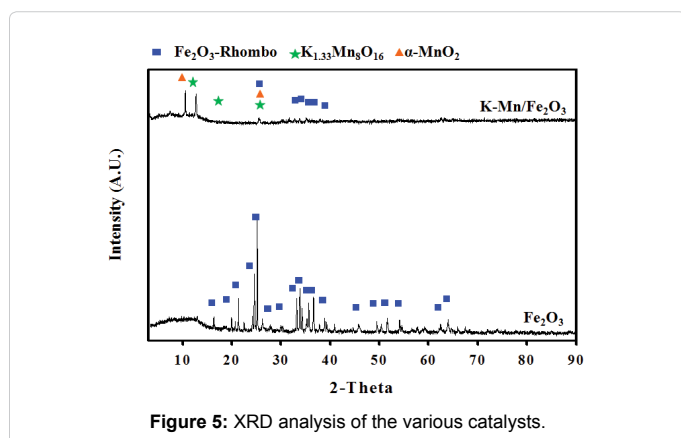 Fe₂O₃-Rhombo K₁.₃₃Mn₈O₁₆ α-MnO₂
K-Mn/Fe₂O₃
Intensity (A.U.)
Fe₂O₃
10 20 30 40 50 60 70 80 90
2-Theta
Figure 5: XRD analysis of the various catalysts.